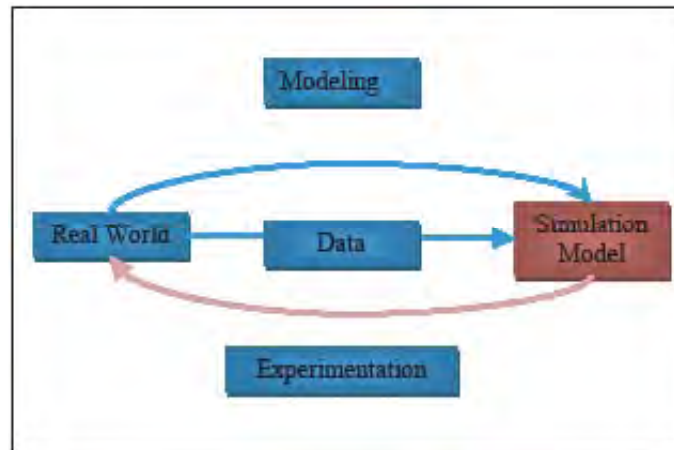 Modeling
Real World
Data
Simulation
Model
Experimentation